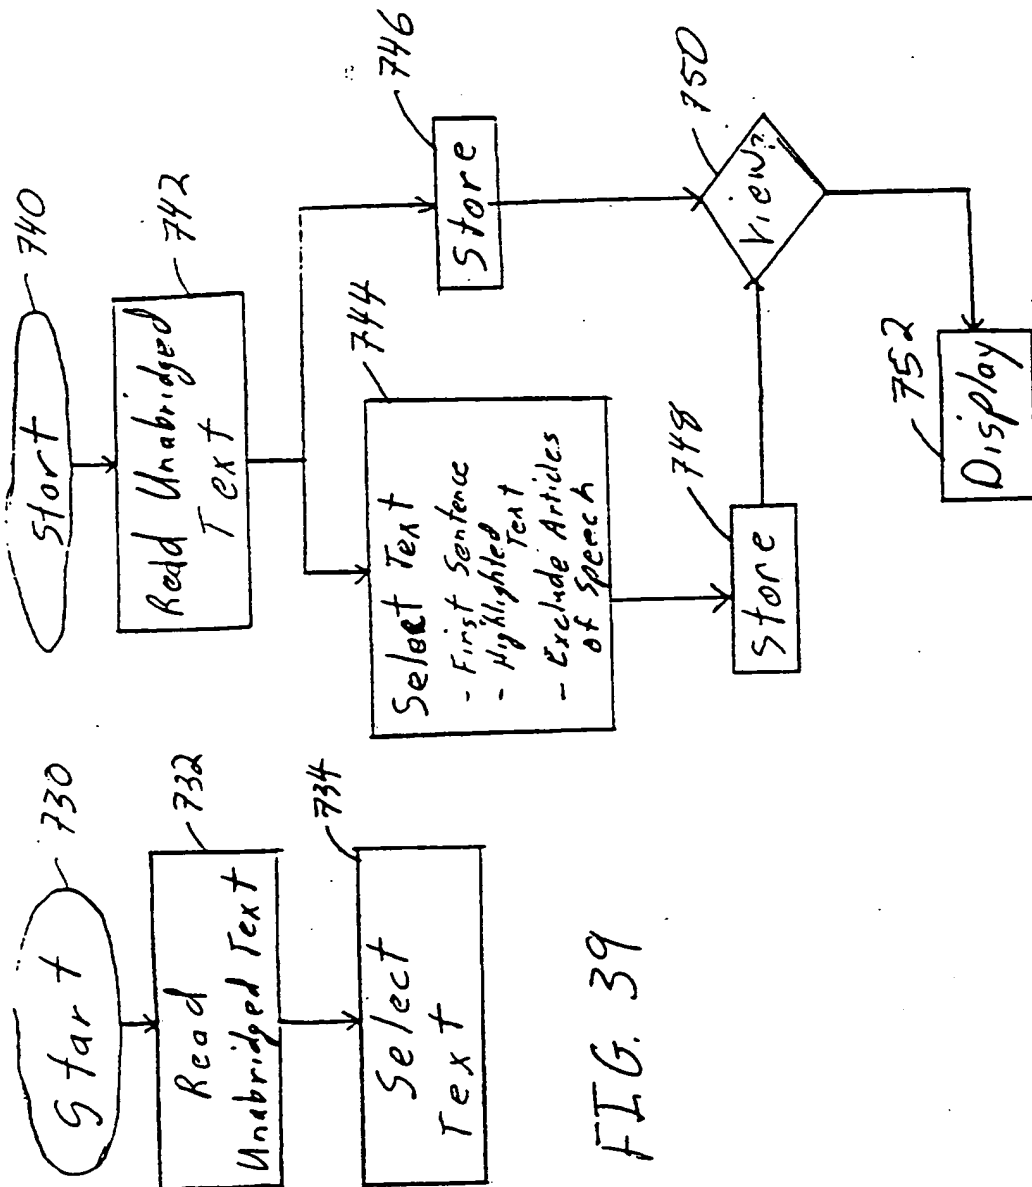 Start
730
Read
Unabridged Text
732
Select
Text
734
FIG. 39
Start
740
Read Unabridged
Text
742
Select Text
- First Sentence
- Highlighted
Text
- Exclude Articles
of speech
744
Store
746
Store
748
View?
750
Display
752